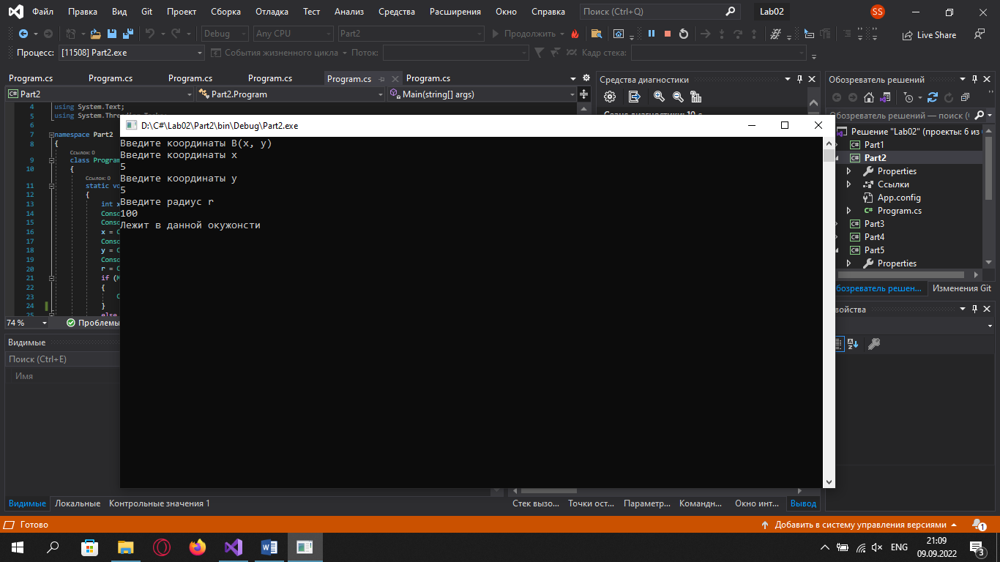 Файл Правка Вид Git Проект Сборка Отладка Тест Анализ Средства Расширения Окно Справка Поиск (Ctrl+Q) Lab02 SS
Debug Any CPU Part2 Продолжить Live Share
Процесс: [11508] Part2.exe События жизненного цикла Поток: Кадр стека:
Program.cs Program.cs Program.cs Program.cs Program.cs Program.cs
Part2 Part2.Program Main(string[] args)
4 using System.Text;
5 using
6
7 namespace Part2
8 {
Ссылок: 0
9 class Program
10 {
Ссылок: 0
11 static
12 {
13 int x
14
15
16 x =
17
18 y =
19
20 r =
21 if
22 {
23
24 }
25 else
74 % Проблемы
D:\C#\Lab02\Part2\bin\Debug\Part2.exe
Введите координаты B(x, y)
Введите координаты x
5
Введите координаты y
5
Введите радиус r
100
Лежит в данной окужонсти
Средства диагностики
Обозреватель решений
Обозреватель решений — поиск (
Решение "Lab02" (проекты: 6 из
Part1
Part2
Properties
Ссылки
App.config
Program.cs
Part3
Part4
Part5
Properties
бозреватель решен... Изменения Git
войства
Видимые
Поиск (Ctrl+E)
Имя
Видимые Локальные Контрольные значения 1
Стек вызо... Точки ост... Параметр... Командн... Окно инт... Вывод
Готово
Добавить в систему управления версиями 1
ENG
21:09
09.09.2022
3